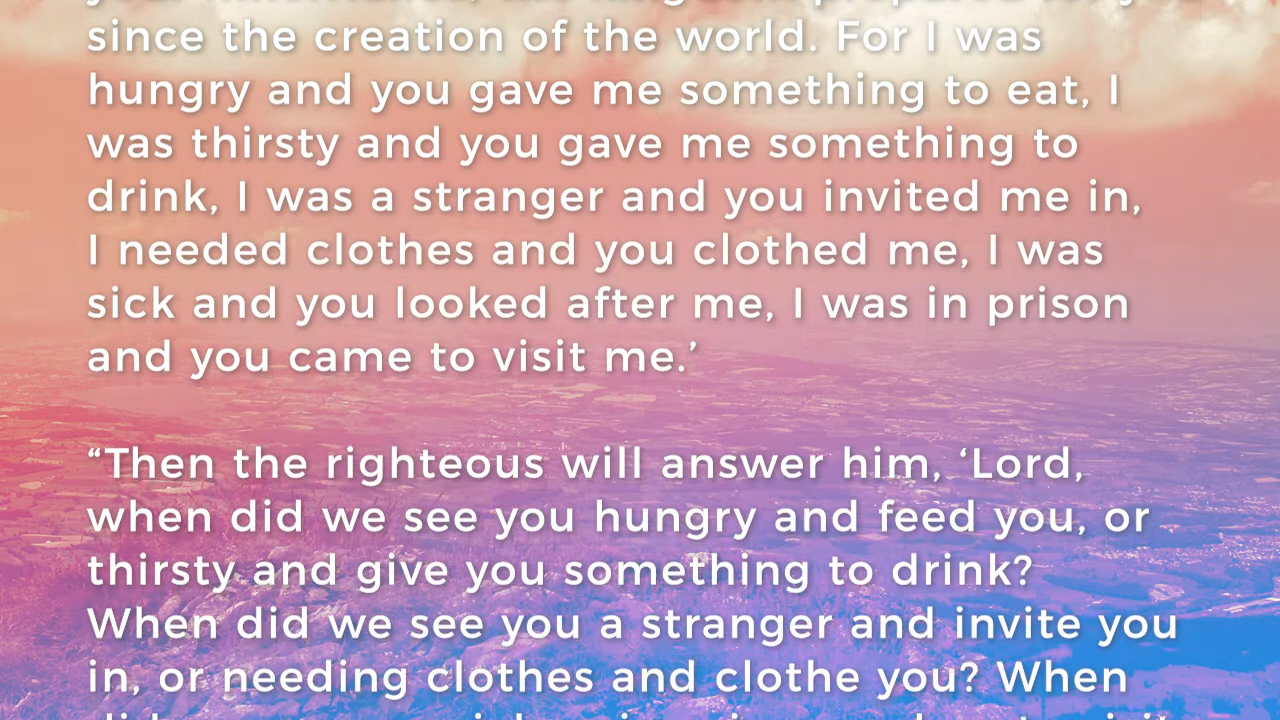 since the creation of the world. For I was
hungry and you gave me something to eat, I
was thirsty and you gave me something to
drink, I was a stranger and you invited me in,
I needed clothes and you clothed me, I was
sick and you looked after me, I was in prison
and you came to visit me.’
“Then the righteous will answer him, ‘Lord,
when did we see you hungry and feed you, or
thirsty and give you something to drink?
When did we see you a stranger and invite you
in, or needing clothes and clothe you? When